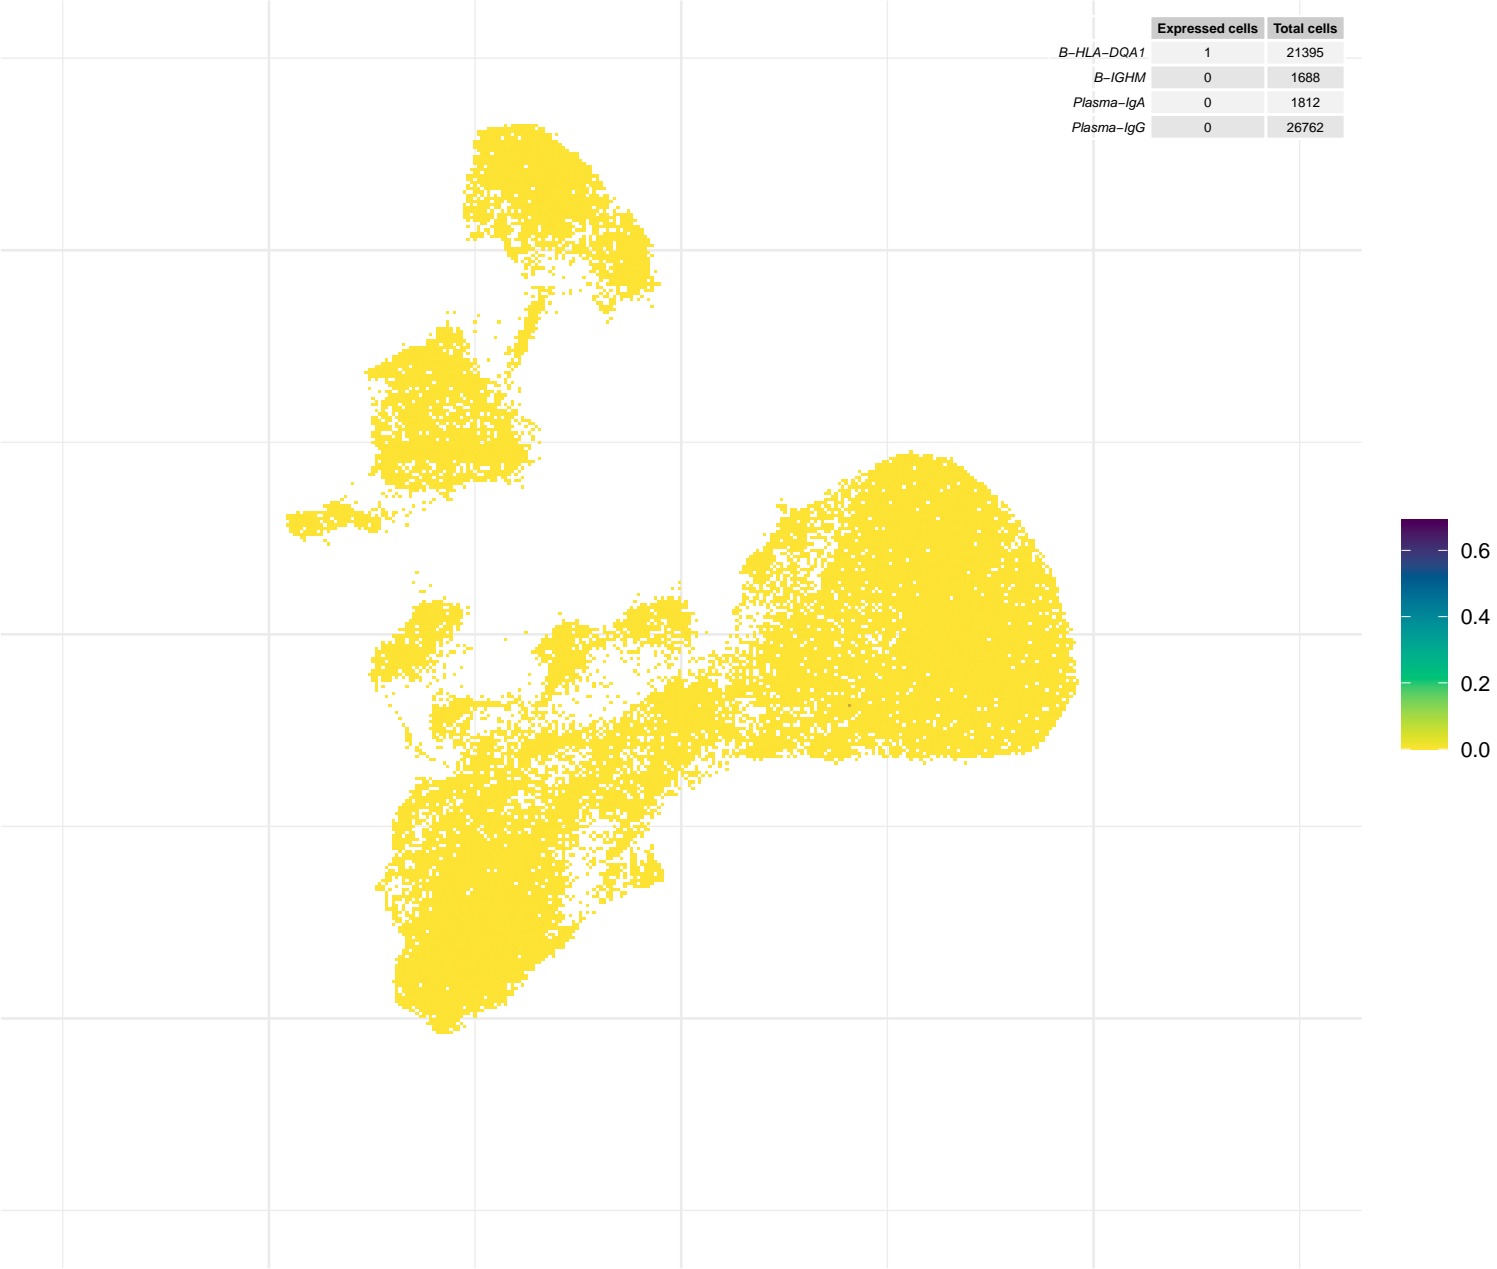 Expressed cells Total cells
B−HLA−DQA1 1 21395
B−IGHM 0 1688
Plasma−IgA 0 1812
Plasma−IgG 0 26762
0.6
0.4
0.2
0.0